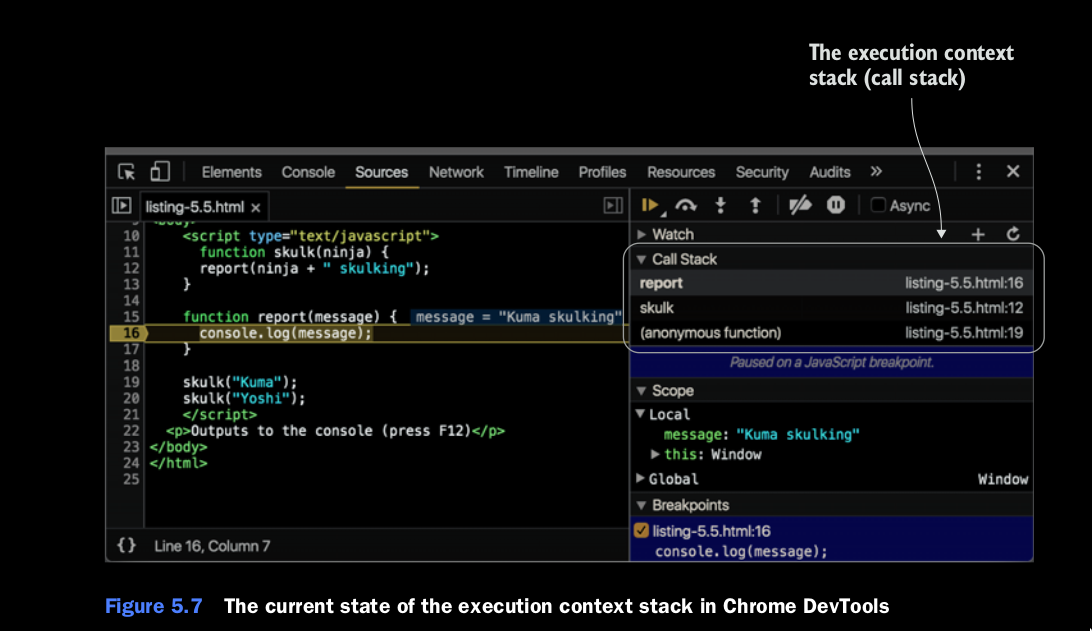 The execution context
stack (call stack)
Elements Console Sources Network Timeline Profiles Resources Security Audits »
listing-5.5.html ×
Async
10 <script type="text/javascript">
11 function skulk(ninja) {
12 report(ninja + " skulking");
13 }
14
15 function report(message) { message = "Kuma skulking"
16 console.log(message);
17 }
18
19 skulk("Kuma");
20 skulk("Yoshi");
21 </script>
22 <p>Outputs to the console (press F12)</p>
23 </body>
24 </html>
25
{} Line 16, Column 7
Watch
Call Stack
report listing-5.5.html:16
skulk listing-5.5.html:12
(anonymous function) listing-5.5.html:19
Paused on a JavaScript breakpoint.
Scope
Local
message: "Kuma skulking"
this: Window
Global Window
Breakpoints
listing-5.5.html:16
console.log(message);
Figure 5.7 The current state of the execution context stack in Chrome DevTools